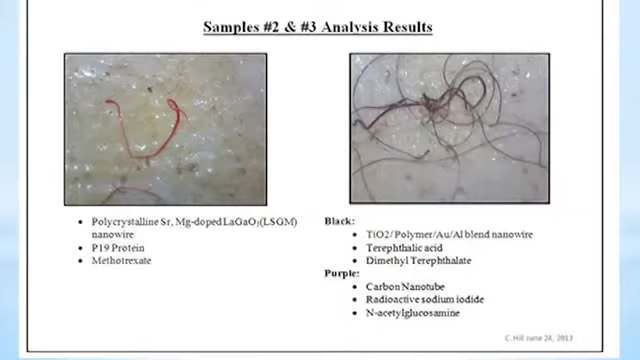 Samples #2 & #3 Analysis Results
• Polycrystalline Sr, Mg-doped LaGaO₃(LSGM)
nanowire
• P19 Protein
• Methotrexate
Black:
• TiO2/ Polymer/Au/Al blend nanowire
• Terephthalic acid
• Dimethyl Terephthalate
Purple:
• Carbon Nanotube
• Radioactive sodium iodide
• N-acetylglucosamine
C. Hill June 24, 2013